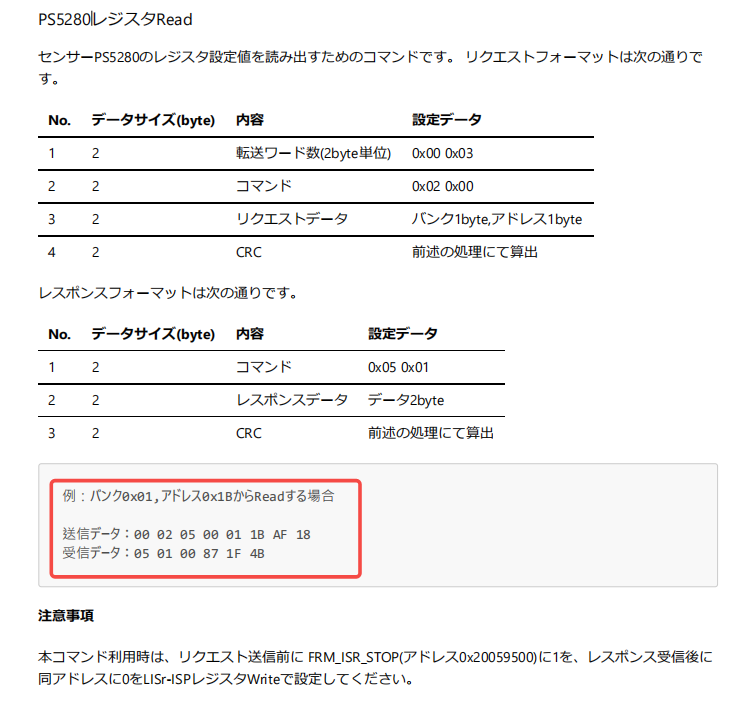 PS5280レジスタRead
センサーPS5280のレジスタ設定値を読み出すためのコマンドです。 リクエストフォーマットは次の通りで
す。
No. データサイズ(byte) 内容 設定データ
1 2 転送ワード数(2byte単位) 0x00 0x03
2 2 コマンド 0x02 0x00
3 2 リクエストデータ バンク1byte,アドレス1byte
4 2 CRC 前述の処理にて算出
レスポンスフォーマットは次の通りです。
No. データサイズ(byte) 内容 設定データ
1 2 コマンド 0x05 0x01
2 2 レスポンスデータ データ2byte
3 2 CRC 前述の処理にて算出
例：バンク0x01,アドレス0x1BからReadする場合
送信データ：00 02 05 00 01 1B AF 18
受信データ：05 01 00 87 1F 4B
注意事項
本コマンド利用時は、リクエスト送信前に FRM_ISR_STOP(アドレス0x20059500)に1を、レスポンス受信後に
同アドレスに0をLISr-ISPレジスタWriteで設定してください。